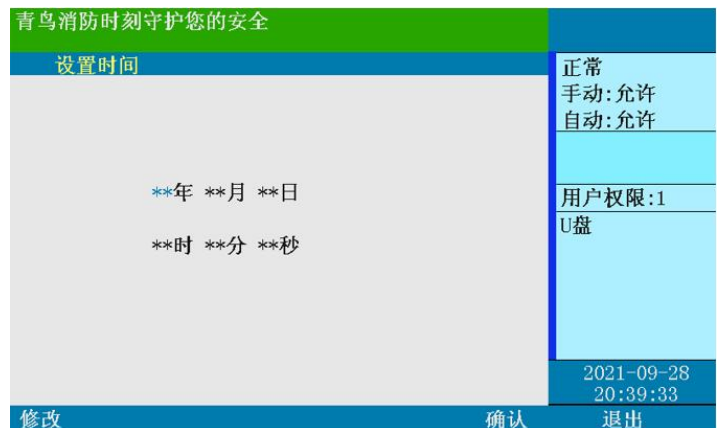 青鸟消防时刻守护您的安全
设置时间
**年 **月 **日
**时 **分 **秒
正常
手动:允许
自动:允许
用户权限:1
U盘
2021-09-28
20:39:33
修改 确认 退出